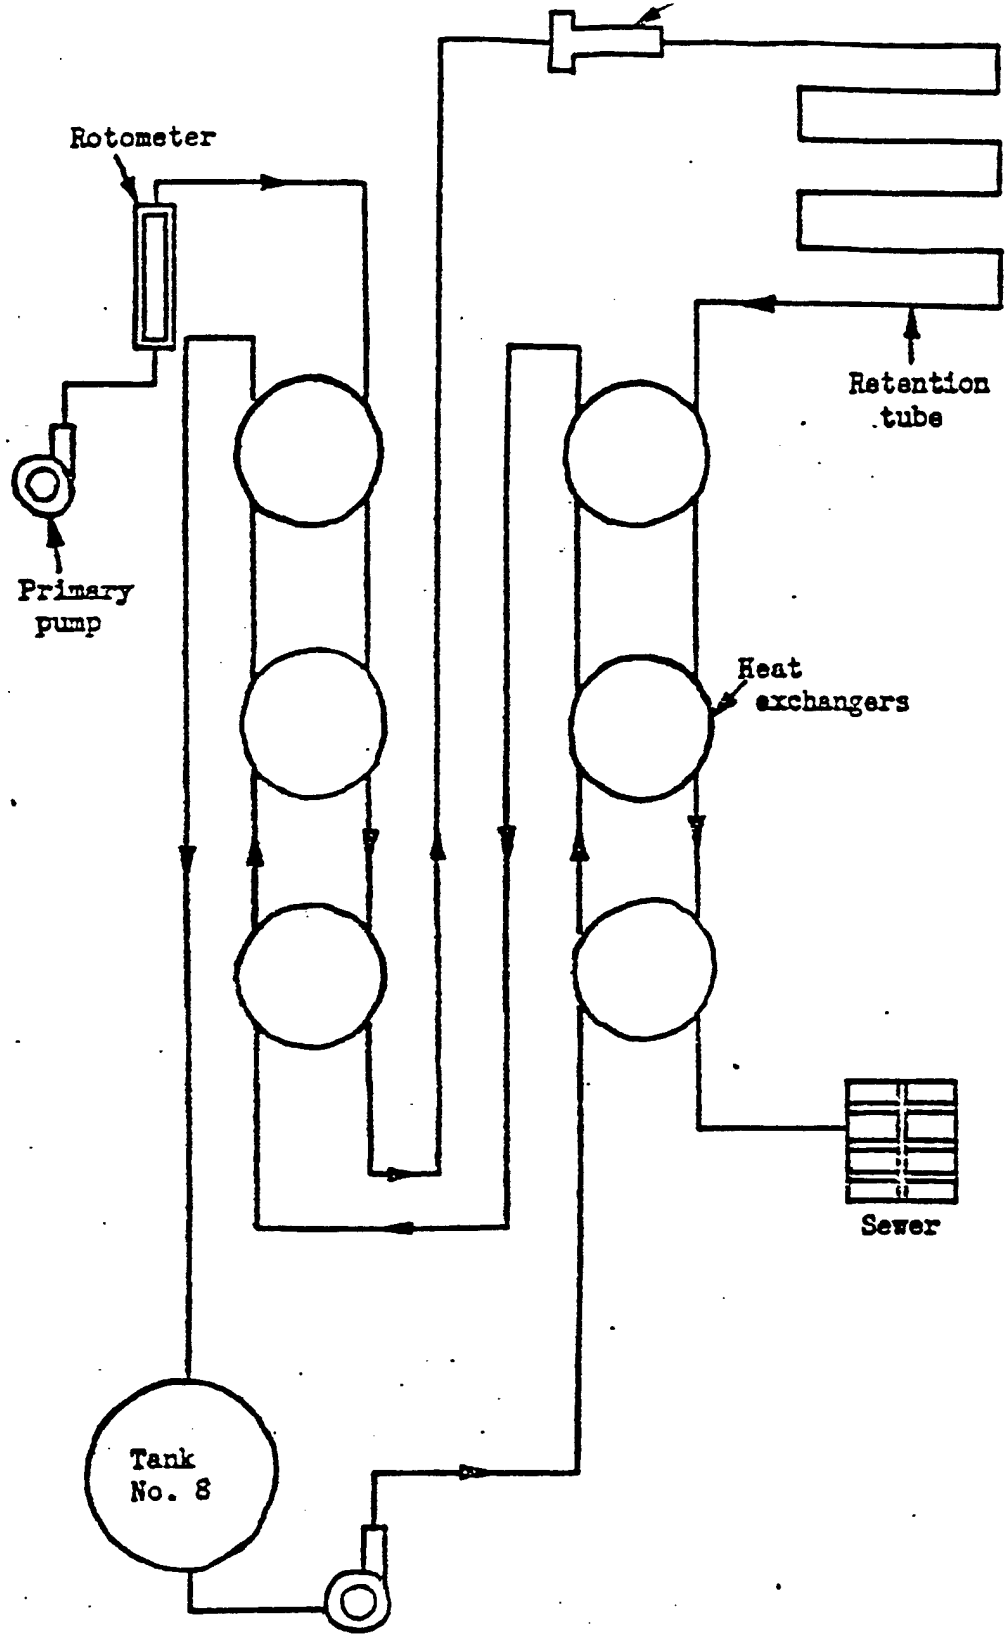 Rotometer
Retention
tube
Primary
pump
Heat
exchangers
Sewer
Tank
No. 8